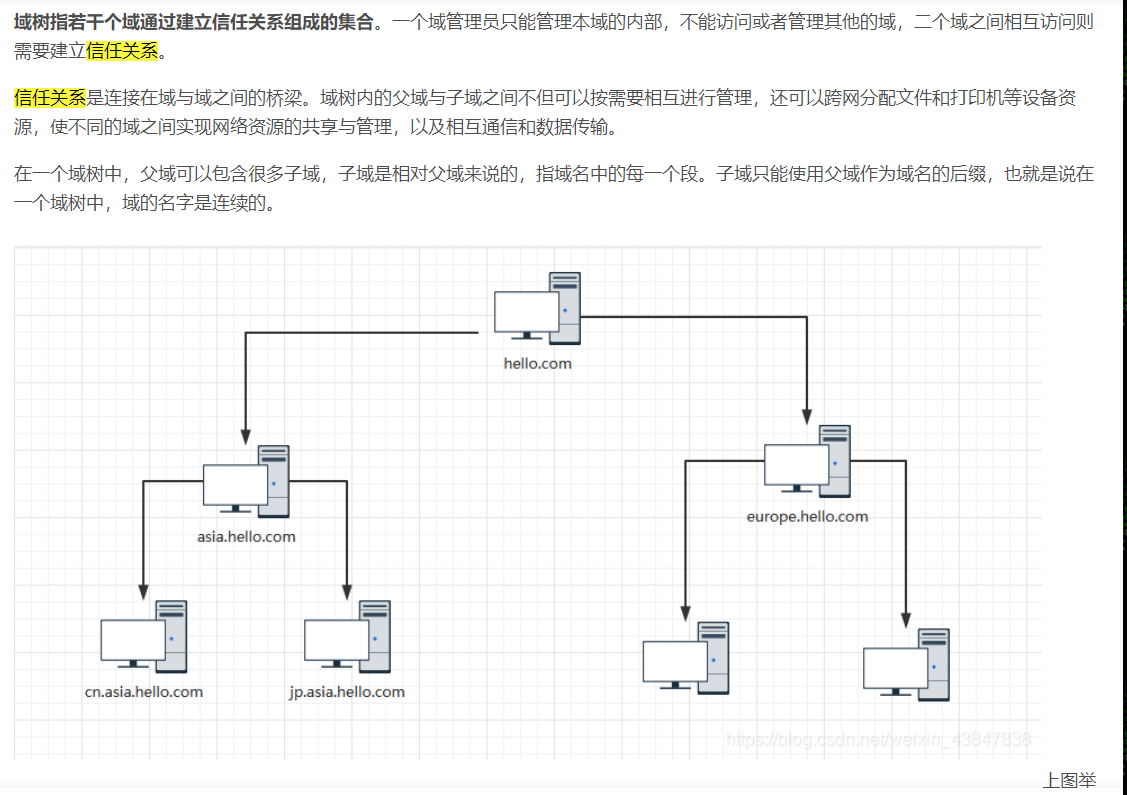 域树指若干个域通过建立信任关系组成的集合。一个域管理员只能管理本域的内部，不能访问或者管理其他的域，二个域之间相互访问则
需要建立信任关系。
信任关系是连接在域与域之间的桥梁。域树内的父域与子域之间不但可以按需要相互进行管理，还可以跨网分配文件和打印机等设备资
源，使不同的域之间实现网络资源的共享与管理，以及相互通信和数据传输。
在一个域树中，父域可以包含很多子域，子域是相对父域来说的，指域名中的每一个段。子域只能使用父域作为域名的后缀，也就是说在
一个域树中，域的名字是连续的。
hello.com
asia.hello.com
europe.hello.com
cn.asia.hello.com
jp.asia.hello.com
https://blog.csdn.net/weixin_43847838
上图举